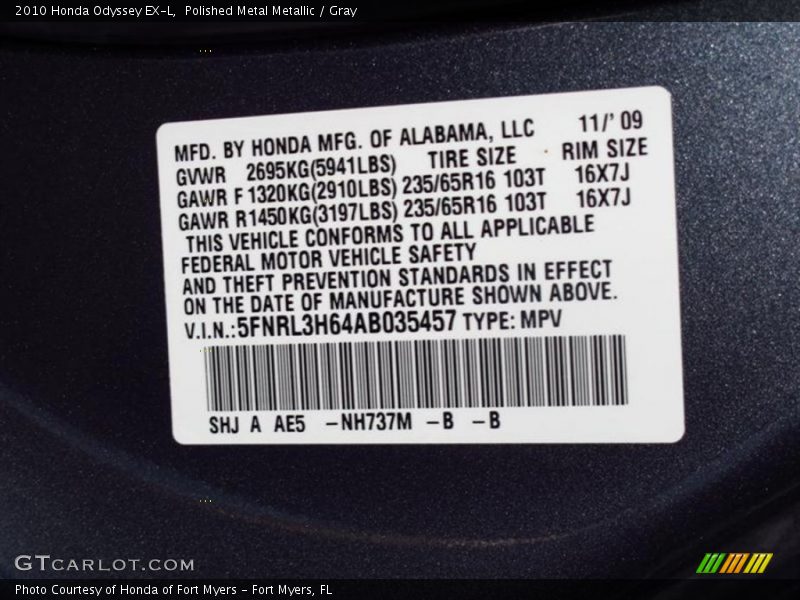 2010 Honda Odyssey EX-L,  Polished Metal Metallic / Gray
MFD. BY HONDA MFG. OF ALABAMA, LLC 11/' 09
GVWR 2695KG(5941LBS) TIRE SIZE RIM SIZE
GAWR F 1320KG(2910LBS) 235/65R16 103T 16X7J
GAWR R 1450KG(3197LBS) 235/65R16 103T 16X7J
THIS VEHICLE CONFORMS TO ALL APPLICABLE
FEDERAL MOTOR VEHICLE SAFETY
AND THEFT PREVENTION STANDARDS IN EFFECT
ON THE DATE OF MANUFACTURE SHOWN ABOVE.
V.I.N.:5FNRL3H64AB035457 TYPE: MPV
SHJ A AE5 -NH737M -B -B
GTCARLOT.COM
Photo Courtesy of Honda of Fort Myers - Fort Myers, FL